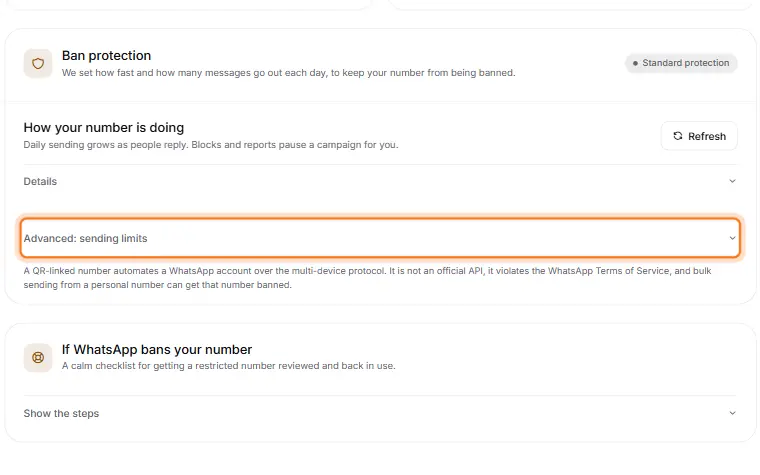 Ban protection
We set how fast and how many messages go out each day, to keep your number from being banned.
Standard protection
How your number is doing
Daily sending grows as people reply. Blocks and reports pause a campaign for you.
Refresh
Details
Advanced: sending limits
A QR-linked number automates a WhatsApp account over the multi-device protocol. It is not an official API, it violates the WhatsApp Terms of Service, and bulk
sending from a personal number can get that number banned.
If WhatsApp bans your number
A calm checklist for getting a restricted number reviewed and back in use.
Show the steps